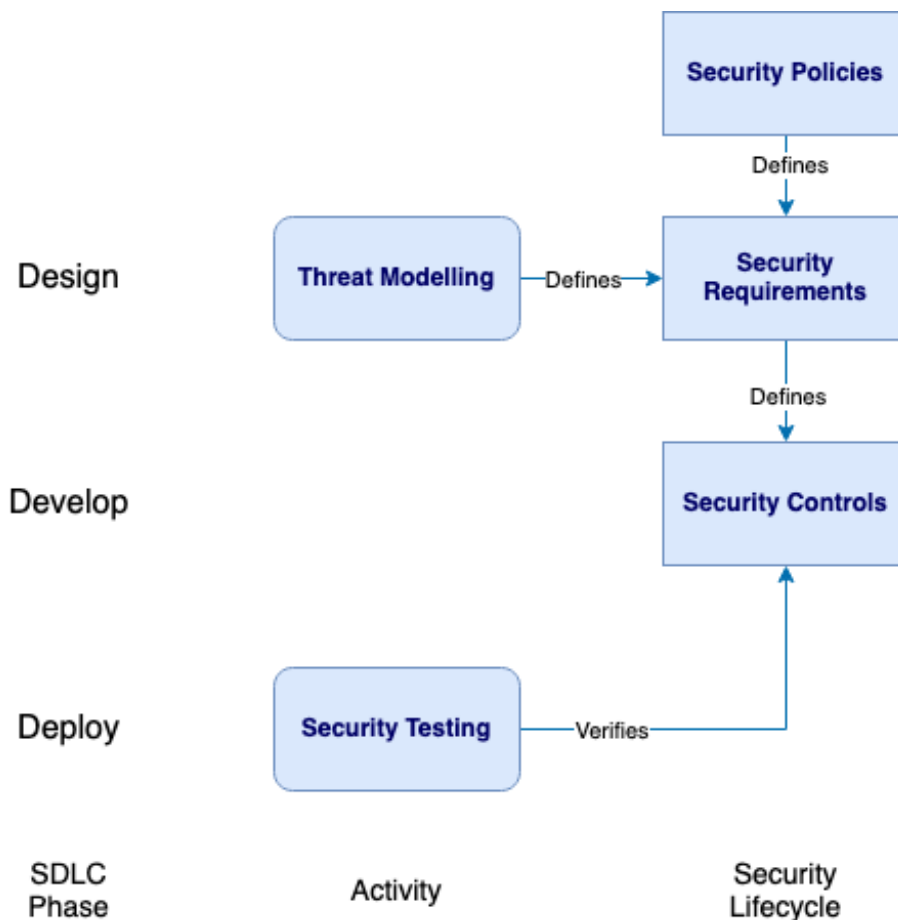 Security Policies
Defines
Design
Threat Modelling
Defines
Security
Requirements
Defines
Develop
Security Controls
Deploy
Security Testing
Verifies
SDLC
Phase
Activity
Security
Lifecycle